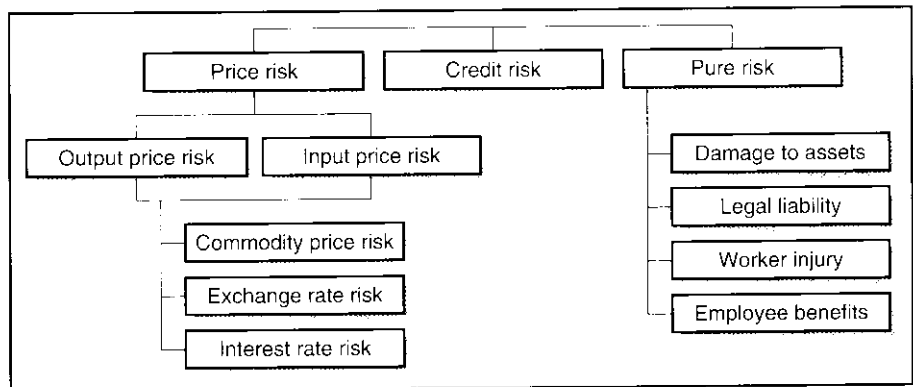 Price risk
Credit risk
Pure risk
Output price risk
Input price risk
Commodity price risk
Exchange rate risk
Interest rate risk
Damage to assets
Legal liability
Worker injury
Employee benefits